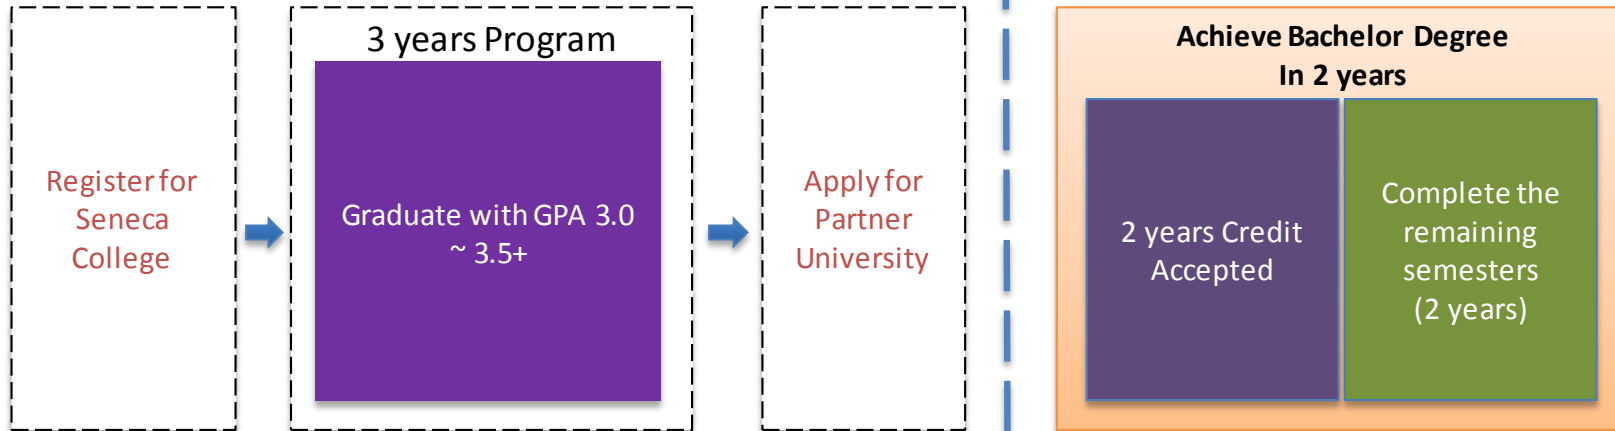 Register for
Seneca
College
3 years Program
Graduate with GPA 3.0
~ 3.5+
Apply for
Partner
University
Achieve Bachelor Degree
In 2 years
2 years Credit
Accepted
Complete the
remaining
semesters
(2 years)